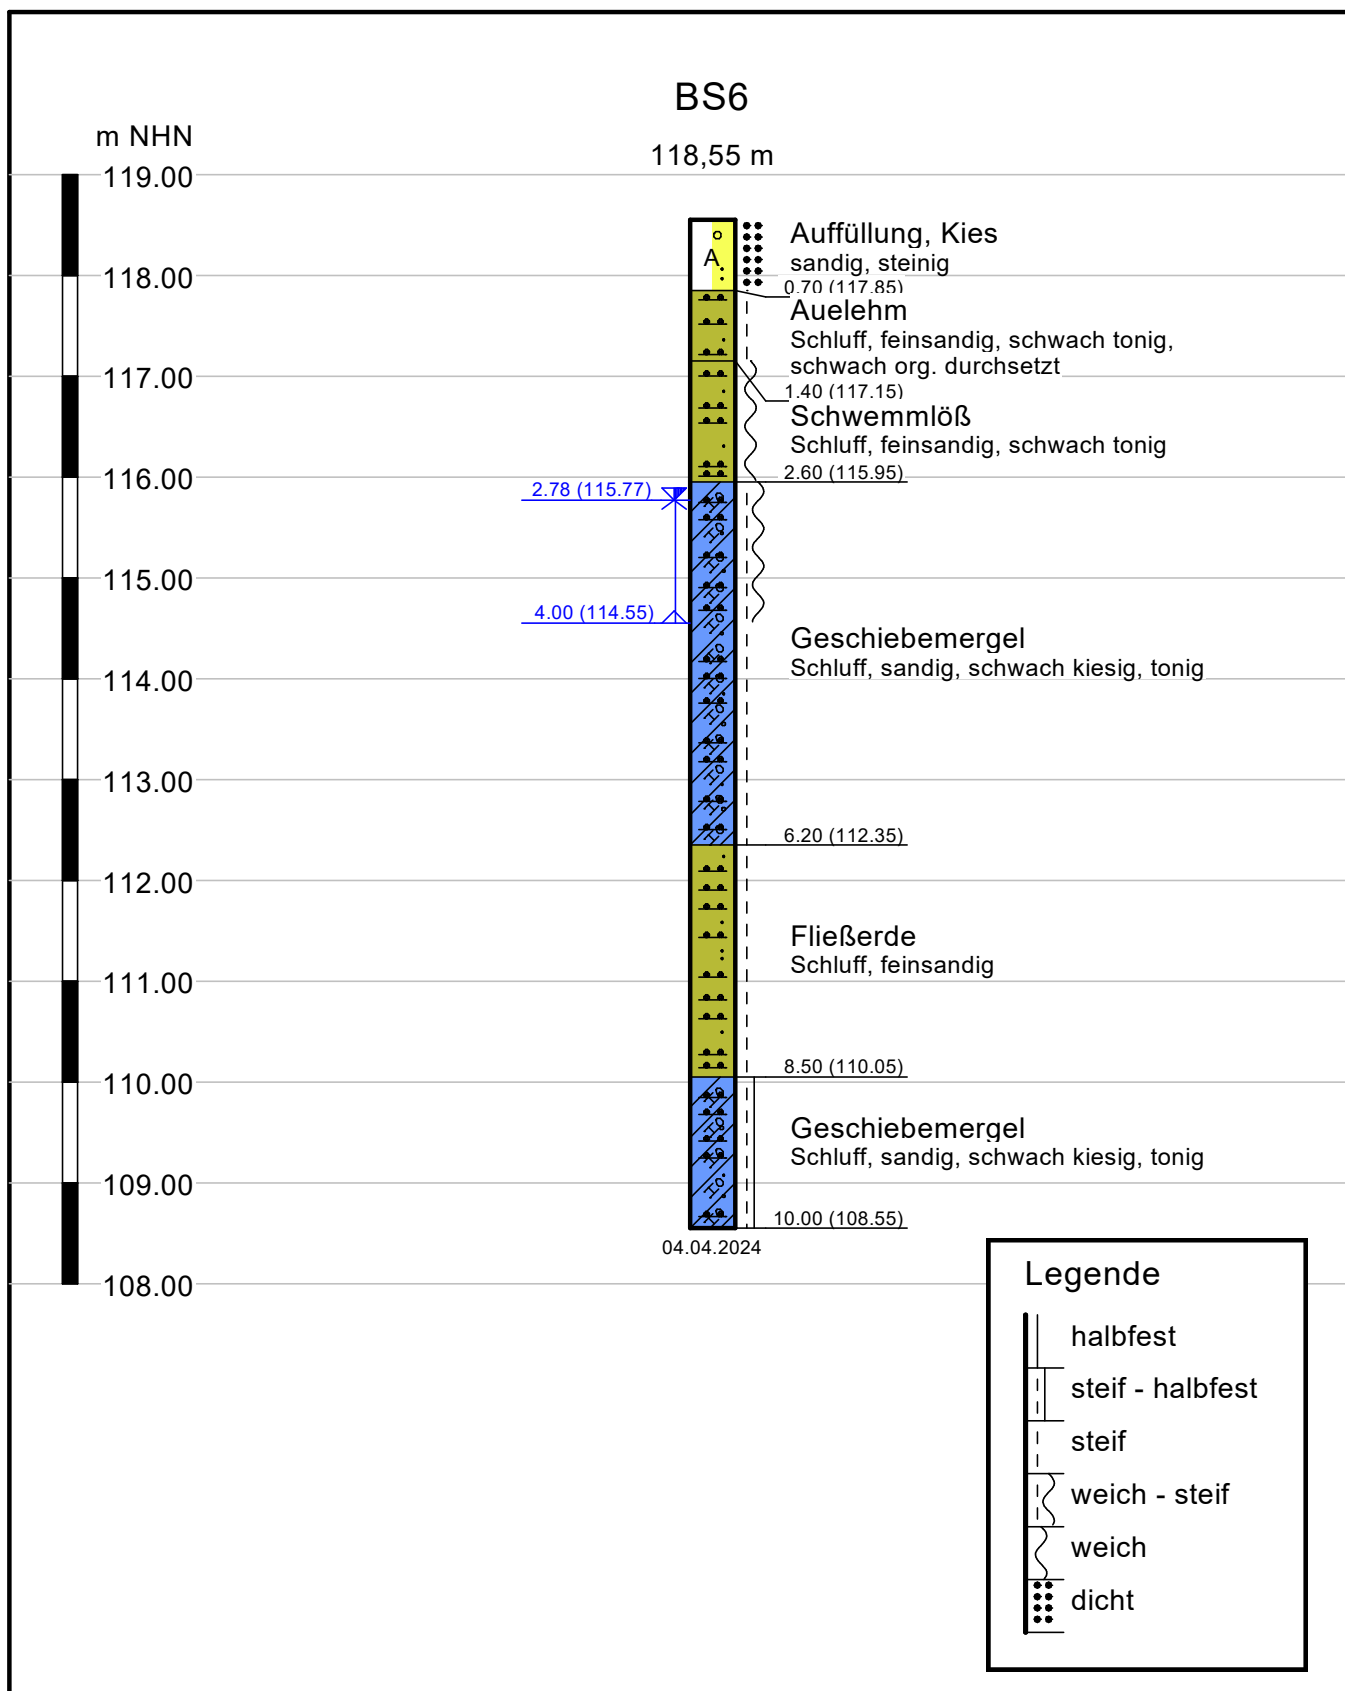 BS6
118,55 m
m NHN
119.00
118.00
117.00
116.00
115.00
114.00
113.00
112.00
111.00
110.00
109.00
108.00
A
Auffüllung, Kies
sandig, steinig
0.70 (117.85)
Auelehm
Schluff, feinsandig, schwach tonig,
schwach org. durchsetzt
1.40 (117.15)
Schwemmlöß
Schluff, feinsandig, schwach tonig
2.60 (115.95)
2.78 (115.77)
4.00 (114.55)
Geschiebemergel
Schluff, sandig, schwach kiesig, tonig
6.20 (112.35)
Fließerde
Schluff, feinsandig
8.50 (110.05)
Geschiebemergel
Schluff, sandig, schwach kiesig, tonig
10.00 (108.55)
04.04.2024
Legende
halbfest
steif - halbfest
steif
weich - steif
weich
dicht